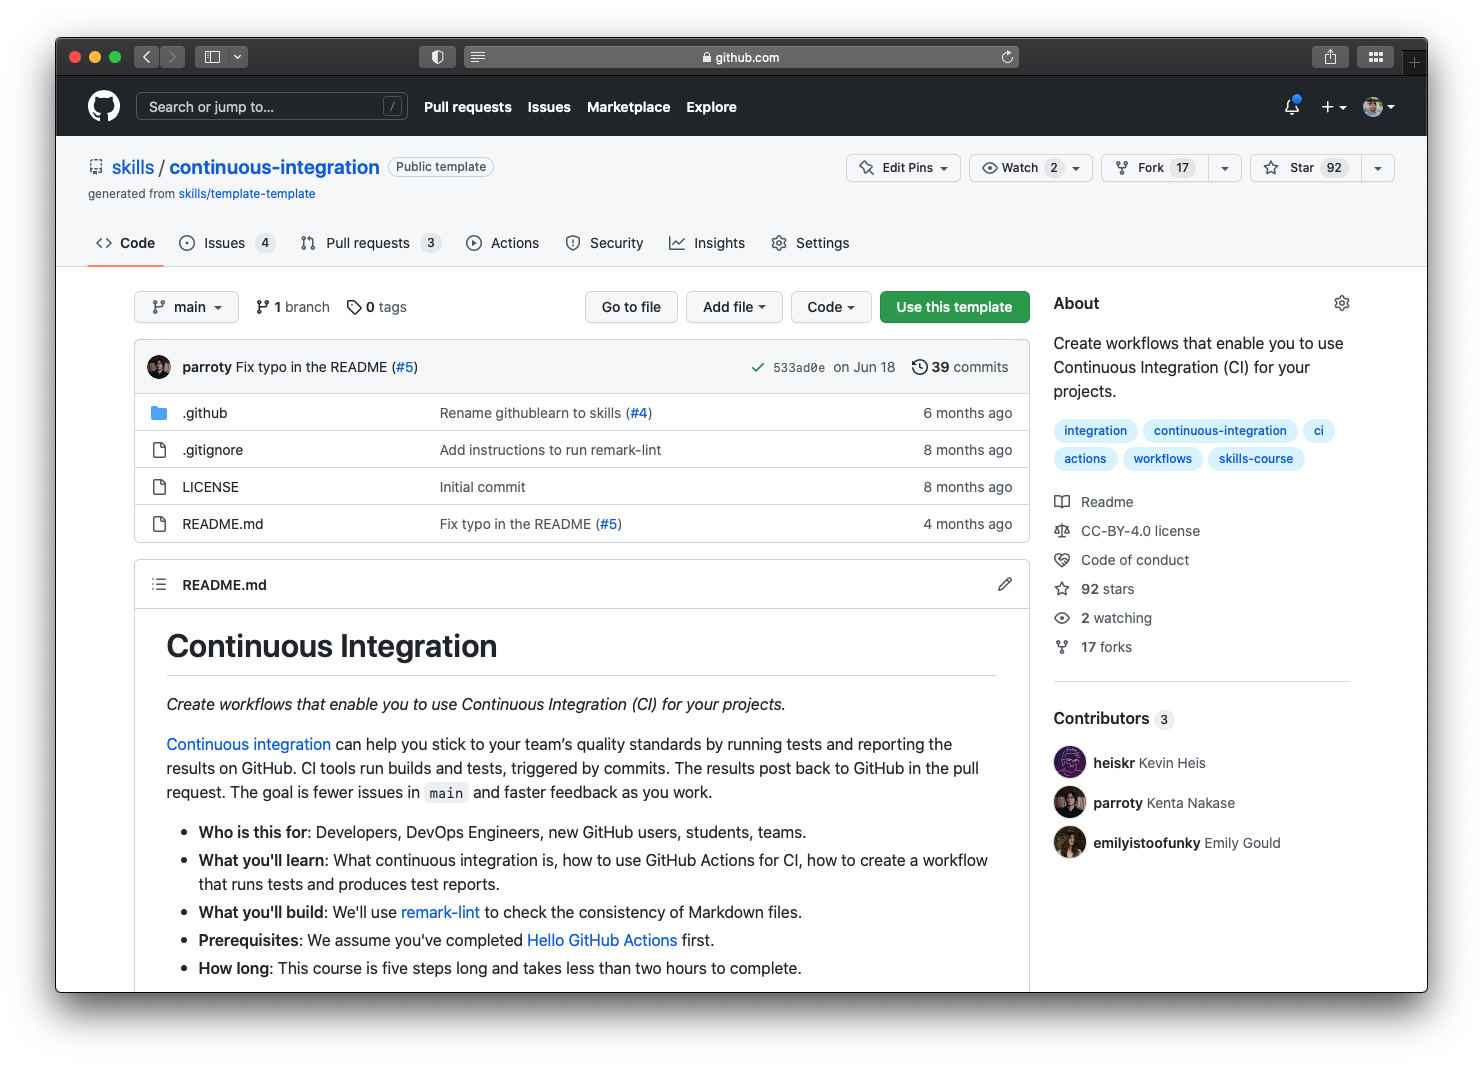 github.com
Search or jump to... /
Pull requests Issues Marketplace Explore
skills / continuous-integration Public template
generated from skills/template-template
Edit Pins Watch 2 Fork 17 Star 92
Code Issues 4 Pull requests 3 Actions Security Insights Settings
main 1 branch 0 tags Go to file Add file Code Use this template
parroty Fix typo in the README (#5) 533ad0e on Jun 18 39 commits
.github Rename githublearn to skills (#4) 6 months ago
.gitignore Add instructions to run remark-lint 8 months ago
LICENSE Initial commit 8 months ago
README.md Fix typo in the README (#5) 4 months ago
README.md
Continuous Integration
Create workflows that enable you to use Continuous Integration (CI) for your projects.
Continuous integration can help you stick to your team’s quality standards by running tests and reporting the
results on GitHub. CI tools run builds and tests, triggered by commits. The results post back to GitHub in the pull
request. The goal is fewer issues in main and faster feedback as you work.
• Who is this for: Developers, DevOps Engineers, new GitHub users, students, teams.
• What you'll learn: What continuous integration is, how to use GitHub Actions for CI, how to create a workflow
that runs tests and produces test reports.
• What you'll build: We'll use remark-lint to check the consistency of Markdown files.
• Prerequisites: We assume you've completed Hello GitHub Actions first.
• How long: This course is five steps long and takes less than two hours to complete.
About
Create workflows that enable you to use
Continuous Integration (CI) for your
projects.
integration continuous-integration ci
actions workflows skills-course
Readme
CC-BY-4.0 license
Code of conduct
92 stars
2 watching
17 forks
Contributors 3
heiskr Kevin Heis
parroty Kenta Nakase
emilyistoofunky Emily Gould